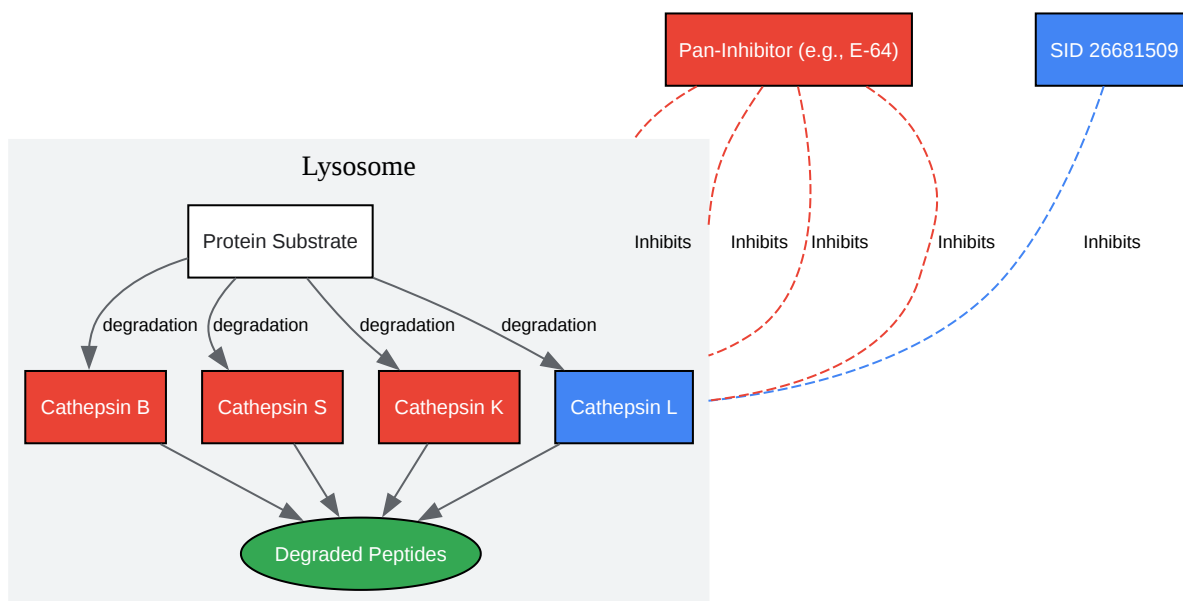 Pan-Inhibitor (e.g., E-64)
SID 26681509
Lysosome
Protein Substrate
Inhibits
Inhibits
Inhibits
Inhibits
Inhibits
degradation
degradation
degradation
degradation
Cathepsin B
Cathepsin S
Cathepsin K
Cathepsin L
Degraded Peptides